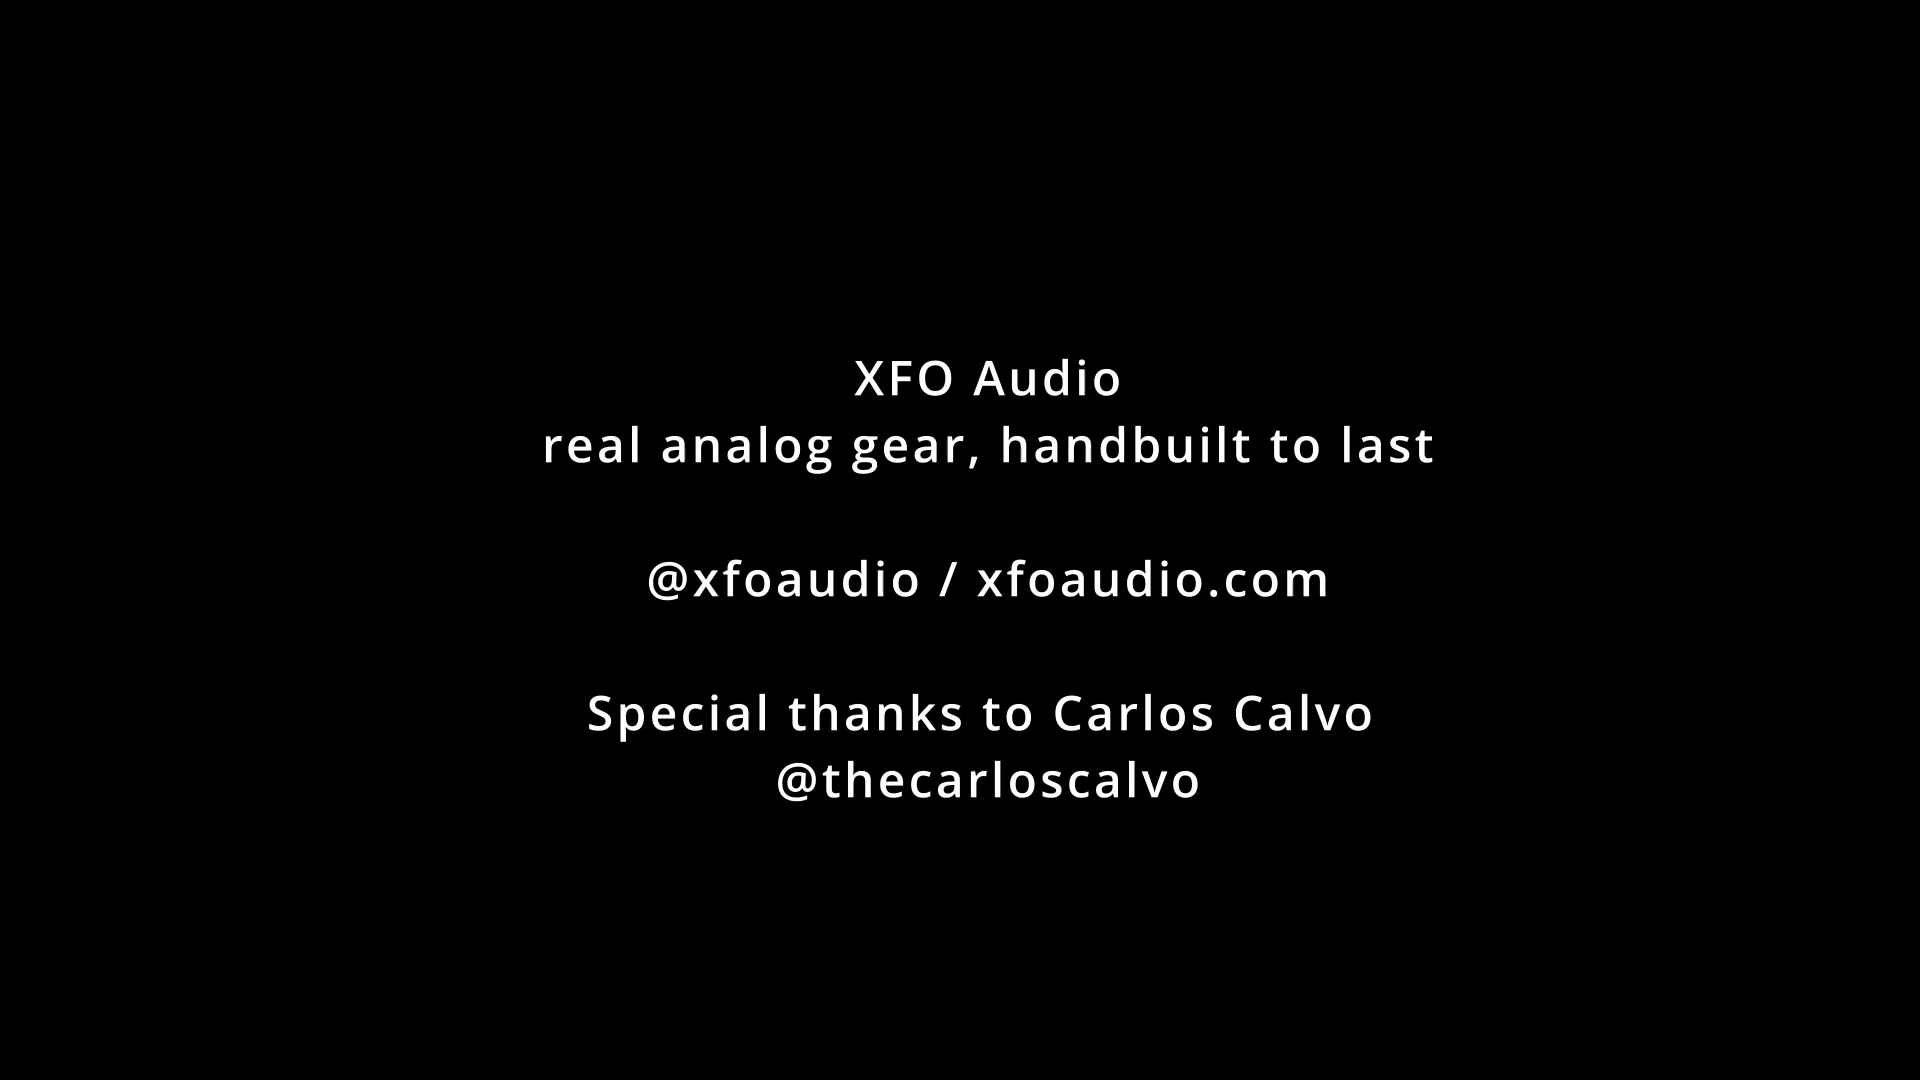 XFO Audio
real analog gear, handbuilt to last
@xfoaudio / xfoaudio.com
Special thanks to Carlos Calvo
@thecarloscalvo